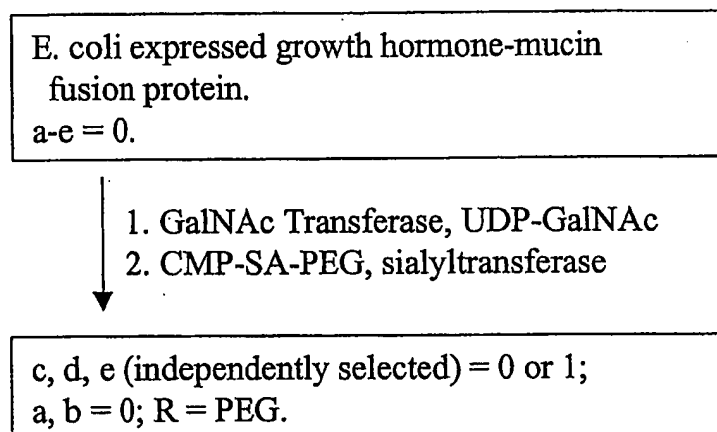 E. coli expressed growth hormone-mucin
fusion protein.
a-e = 0.
1. GalNAc Transferase, UDP-GalNAc
2. CMP-SA-PEG, sialyltransferase
c, d, e (independently selected) = 0 or 1;
a, b = 0; R = PEG.